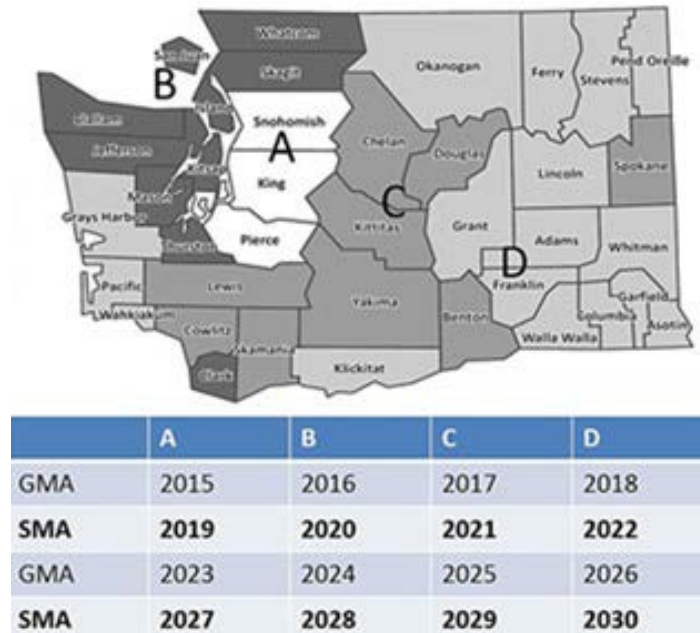 Whatcom
San Juan
Skagit
Okanogan
Ferry
Stevens
Pend Oreille
B
Island
Clallam
Snohomish
Jefferson
A
Chelan
Douglas
Kitsap
Lincoln
Spokane
King
Mason
C
Grays Harbor
Kittitas
Grant
Adams
Whitman
Pierce
Thurston
D
Franklin
Pacific
Lewis
Yakima
Garfield
Wahkiakum
Benton
Columbia
Asotin
Cowlitz
Skamania
Walla Walla
Klickitat
Clark
A B C D
GMA 2015 2016 2017 2018
SMA 2019 2020 2021 2022
GMA 2023 2024 2025 2026
SMA 2027 2028 2029 2030